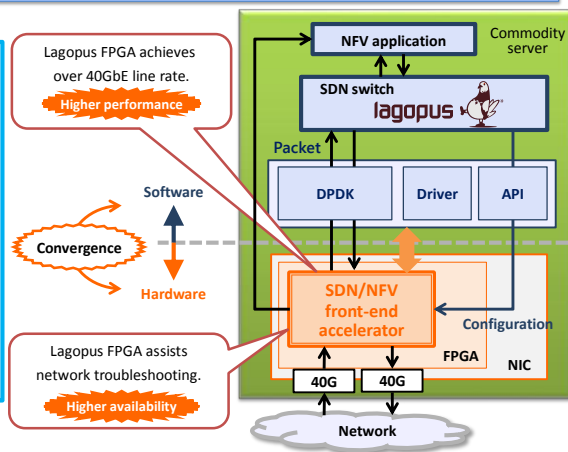 Lagopus FPGA achieves
over 40GbE line rate.
Higher performance
NFV application
Commodity
server
SDN switch
lagopus
Packet
DPDK
Driver
API
Software
Convergence
Hardware
SDN/NFV
front-end
accelerator
Configuration
FPGA
NIC
Lagopus FPGA assists
network troubleshooting.
Higher availability
40G
40G
Network